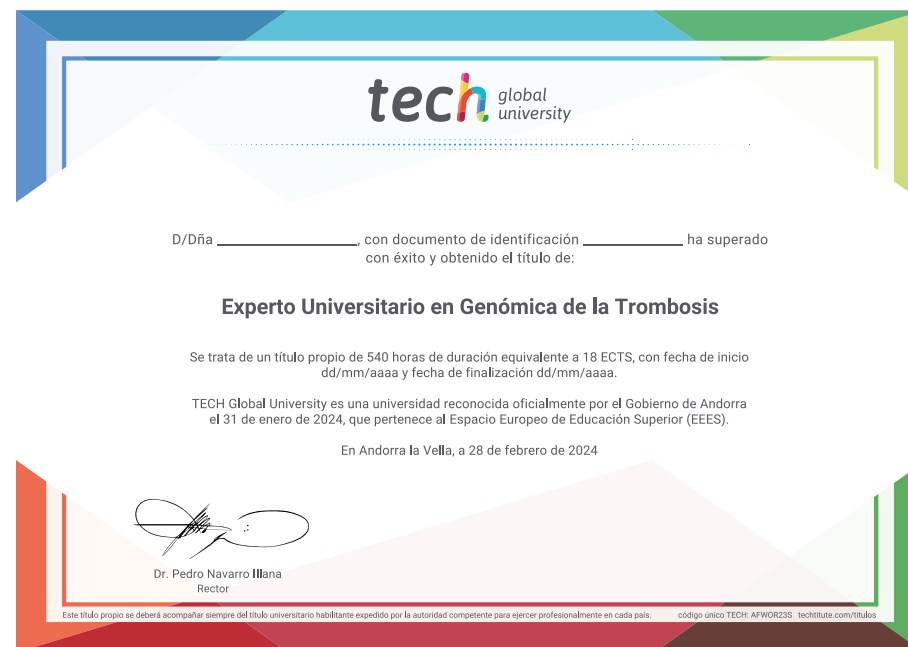 tech global university
D/Dña ______________, con documento de identificación __________ ha superado
con éxito y obtenido el título de:
Experto Universitario en Genómica de la Trombosis
Se trata de un título propio de 540 horas de duración equivalente a 18 ECTS, con fecha de inicio
dd/mm/aaaa y fecha de finalización dd/mm/aaaa.
TECH Global University es una universidad reconocida oficialmente por el Gobierno de Andorra
el 31 de enero de 2024, que pertenece al Espacio Europeo de Educación Superior (EEES).
En Andorra la Vella, a 28 de febrero de 2024
Dr. Pedro Navarro Illana
Rector
Este título propio se deberá acompañar siempre del título universitario habilitante expedido por la autoridad competente para ejercer profesionalmente en cada país. código único TECH: AFWOR23S techtitute.com/titulos